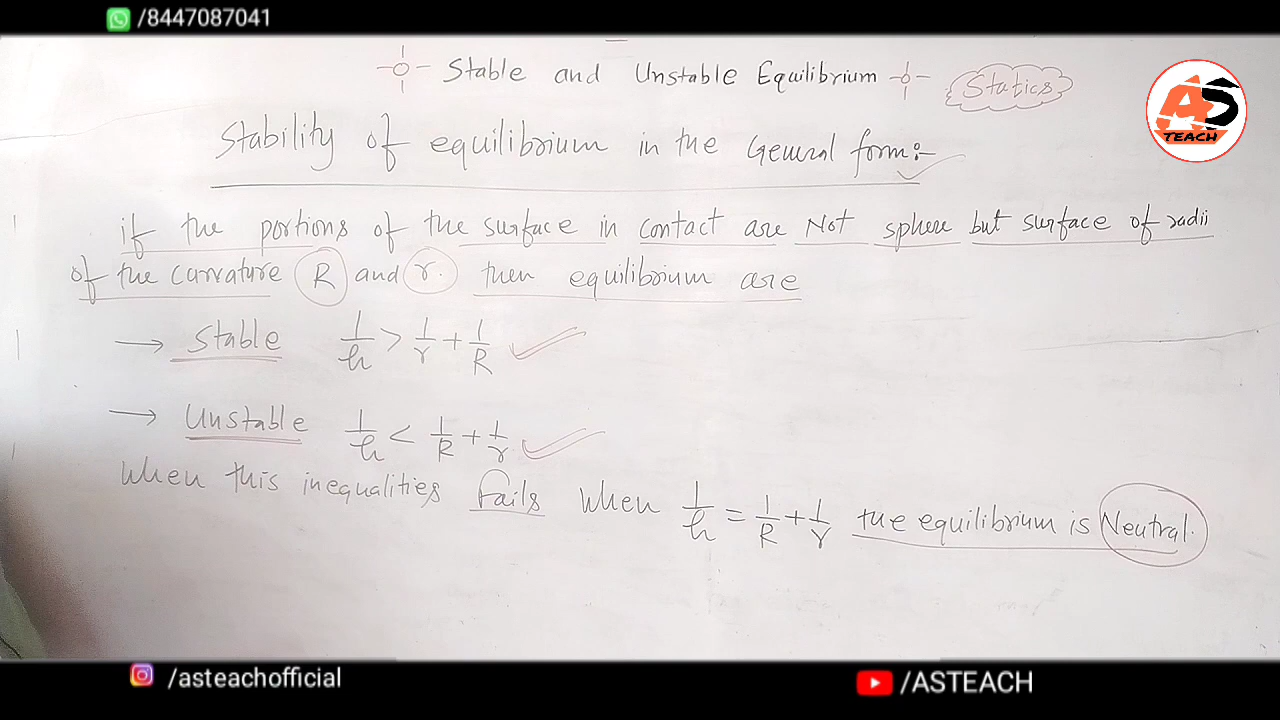 /8447087041
Stable and Unstable Equilibrium
Statics
AS
TEACH
Stability of equilibrium in the General form:-
if the portions of the surface in contact are Not sphere but surface of radii
of the curvature R and r. then equilibrium are
→ Stable 1/h > 1/r + 1/R
→ Unstable 1/h < 1/R + 1/r
When this inequalities fails When 1/h = 1/R + 1/r the equilibrium is Neutral.
/asteachofficial
/ASTEACH